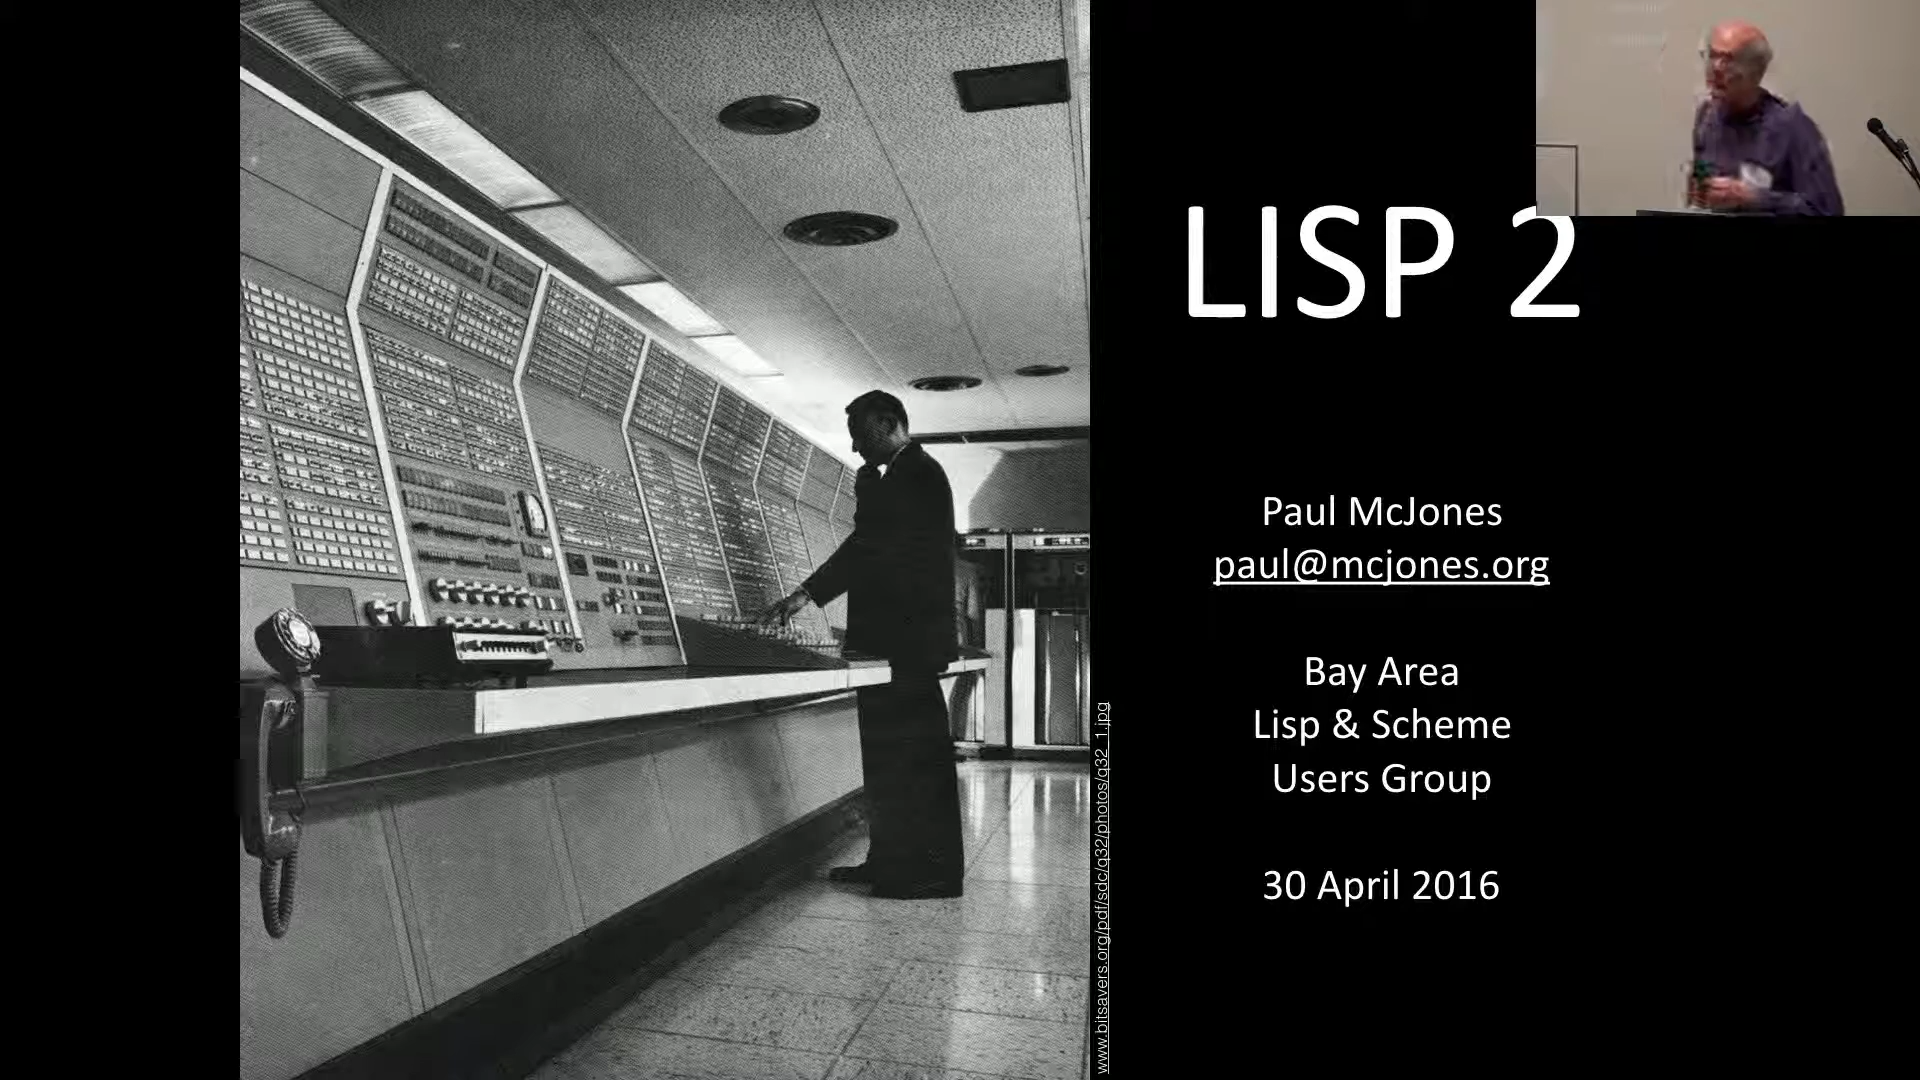 LISP 2
Paul McJones
paul@mcjones.org
Bay Area
Lisp & Scheme
Users Group
30 April 2016
www.bitsavers.org/pdf/sdc/q32/photos/q32_1.jpg